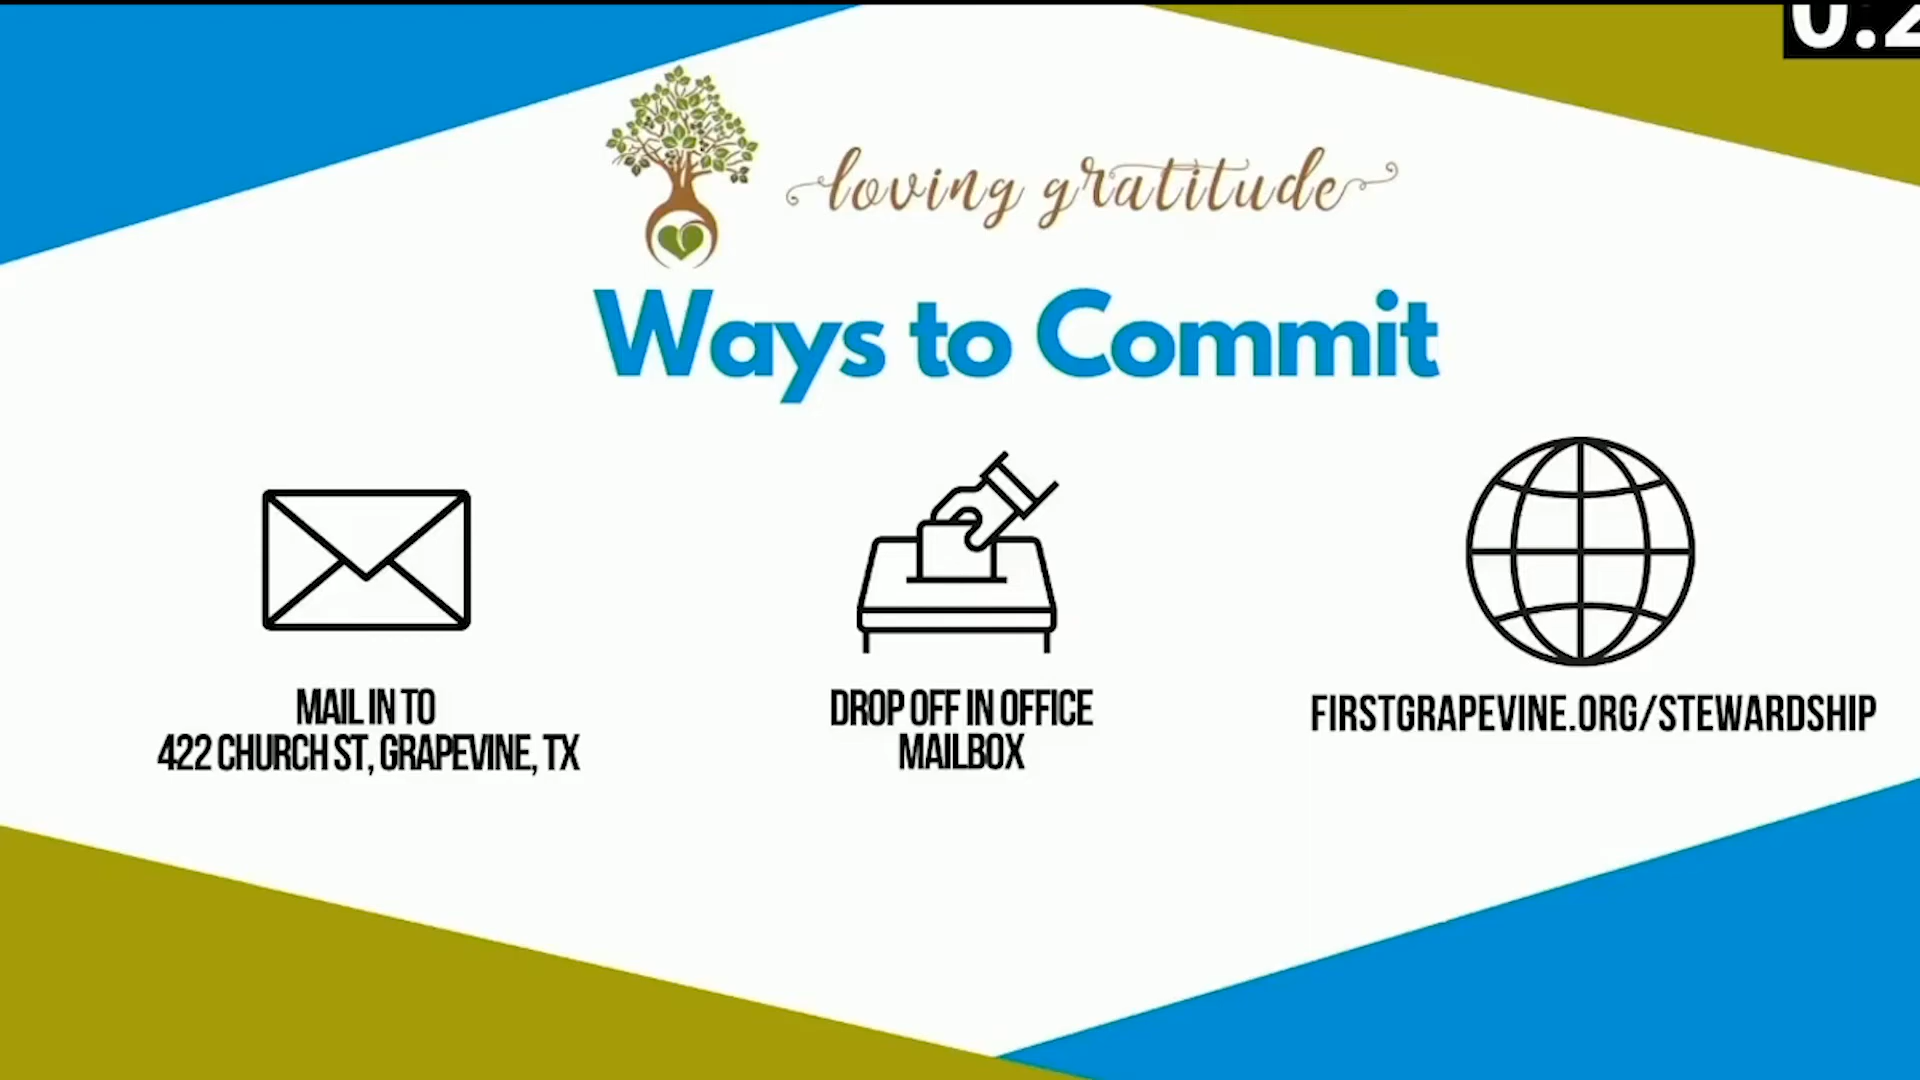 loving gratitude
Ways to Commit
MAIL IN TO
422 CHURCH ST, GRAPEVINE, TX
DROP OFF IN OFFICE
MAILBOX
FIRSTGRAPEVINE.ORG/STEWARDSHIP